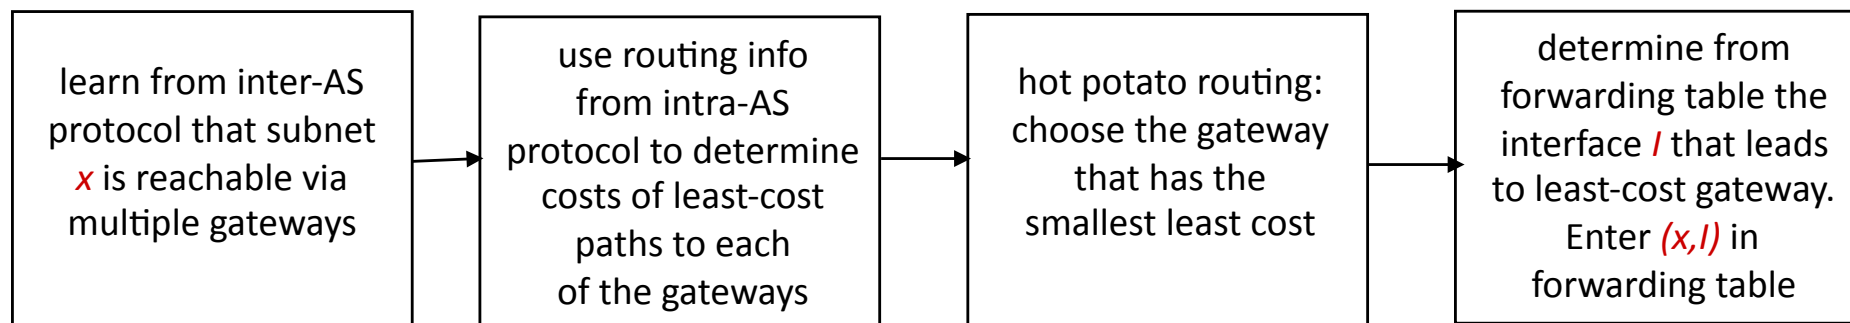 learn from inter-AS
protocol that subnet
x is reachable via
multiple gateways
use routing info
from intra-AS
protocol to determine
costs of least-cost
paths to each
of the gateways
hot potato routing:
choose the gateway
that has the
smallest least cost
determine from
forwarding table the
interface I that leads
to least-cost gateway.
Enter (x,I) in
forwarding table